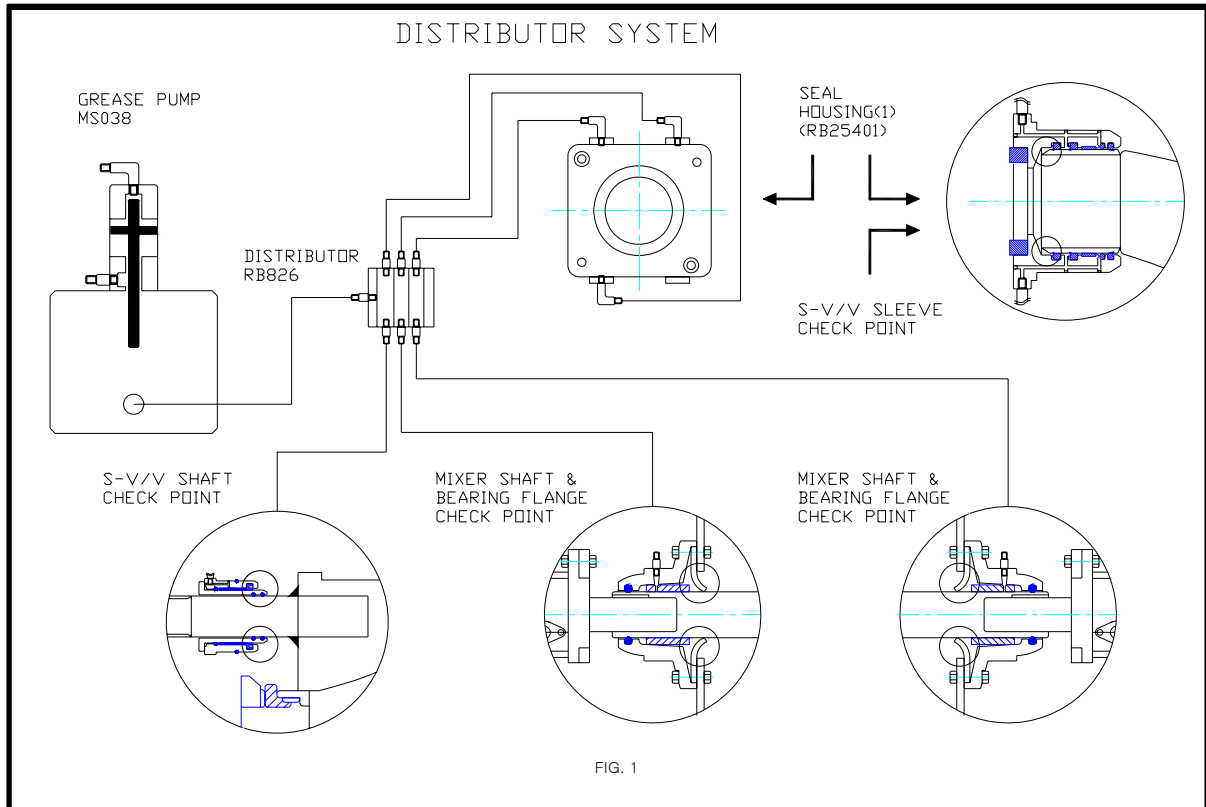 DISTRIBUTOR SYSTEM
GREASE PUMP
MS038
SEAL
HOUSING(1)
(RB25401)
DISTRIBUTOR
RB826
S-V/V SLEEVE
CHECK POINT
S-V/V SHAFT
CHECK POINT
MIXER SHAFT &
BEARING FLANGE
CHECK POINT
MIXER SHAFT &
BEARING FLANGE
CHECK POINT
FIG. 1